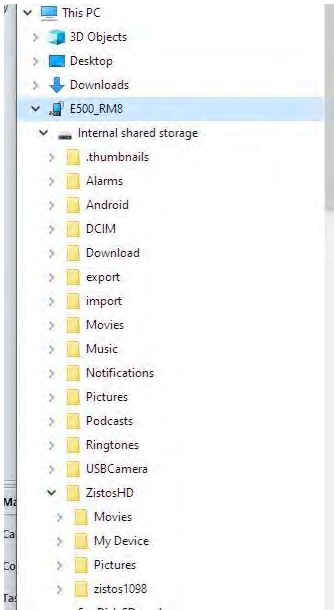 This PC
3D Objects
Desktop
Downloads
E500_RM8
Internal shared storage
.thumbnails
Alarms
Android
DCIM
Download
export
import
Movies
Music
Notifications
Pictures
Podcasts
Ringtones
USBCamera
ZistosHD
Movies
My Device
Pictures
zistos1098